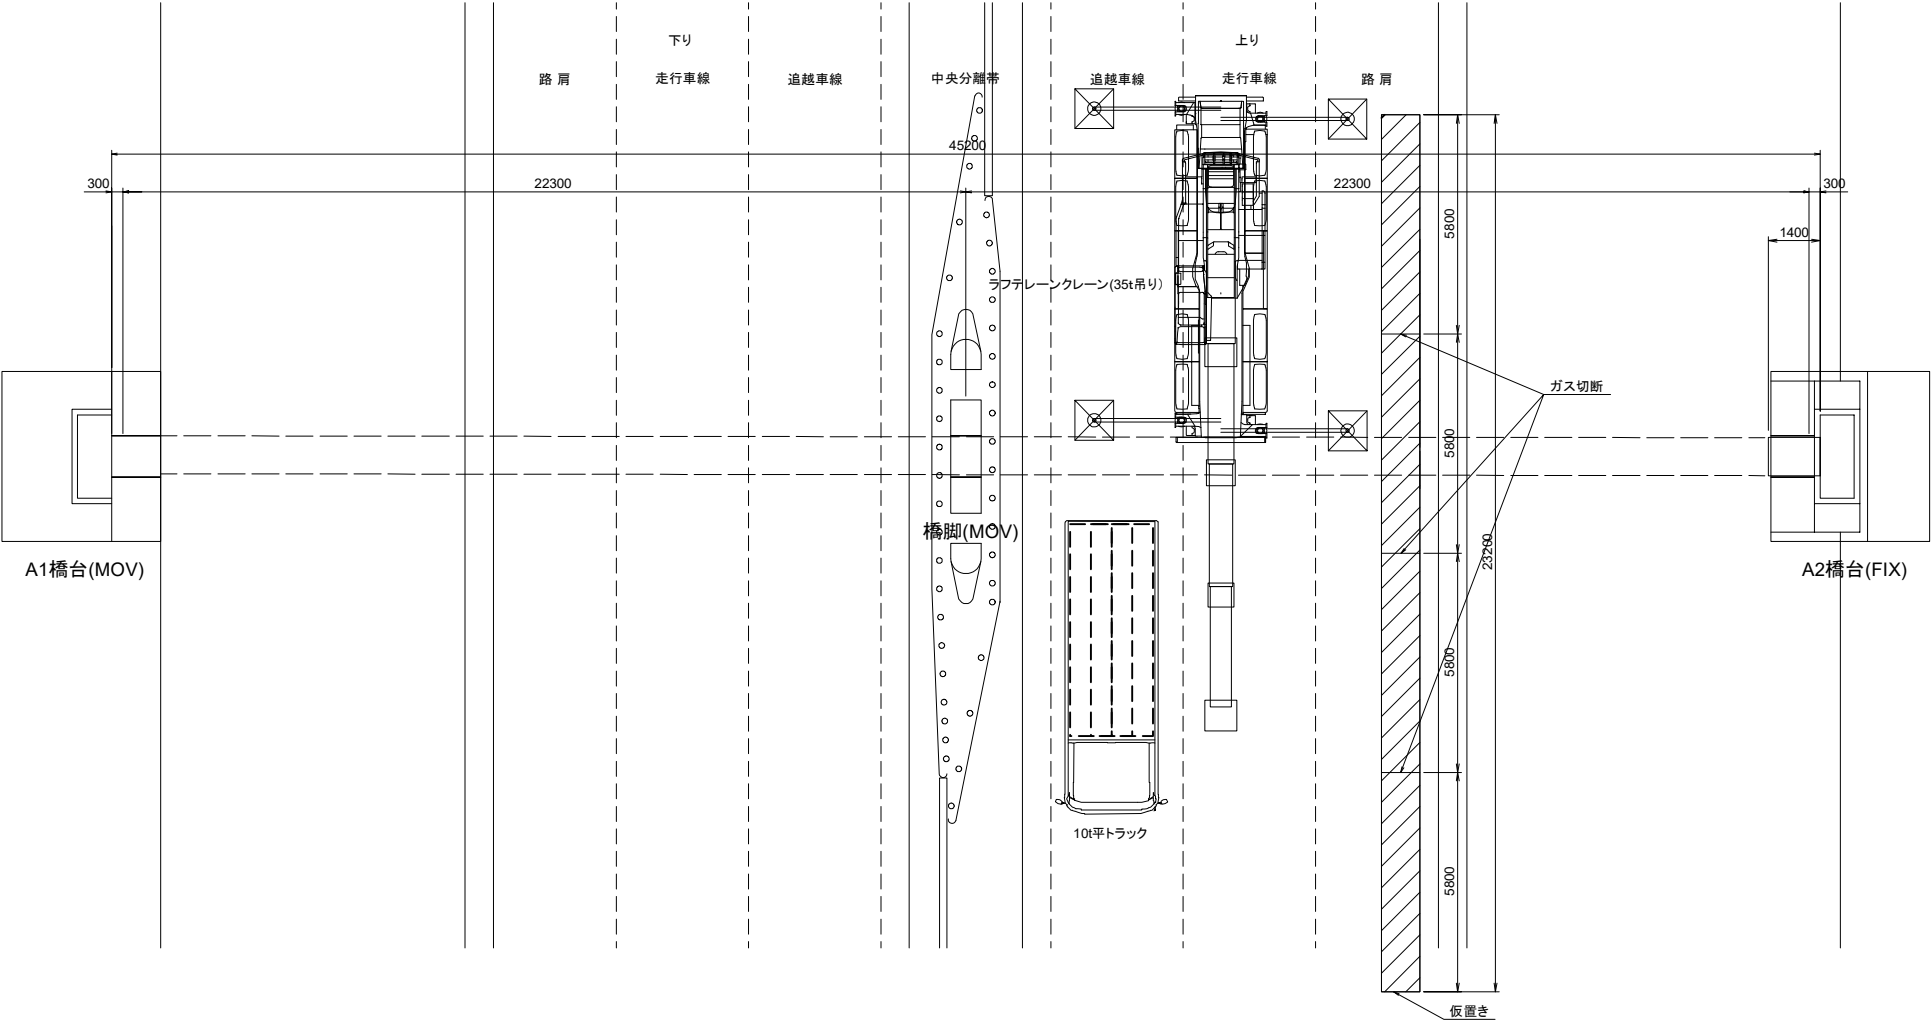 下り
上り
路 肩
走行車線
追越車線
中央分離帯
追越車線
走行車線
路 肩
45200
300
22300
22300
300
1400
5800
ラフテレーンクレーン(35t吊り)
ガス切断
5800
橋脚(MOV)
23200
A1橋台(MOV)
A2橋台(FIX)
5800
10t平トラック
5800
仮置き